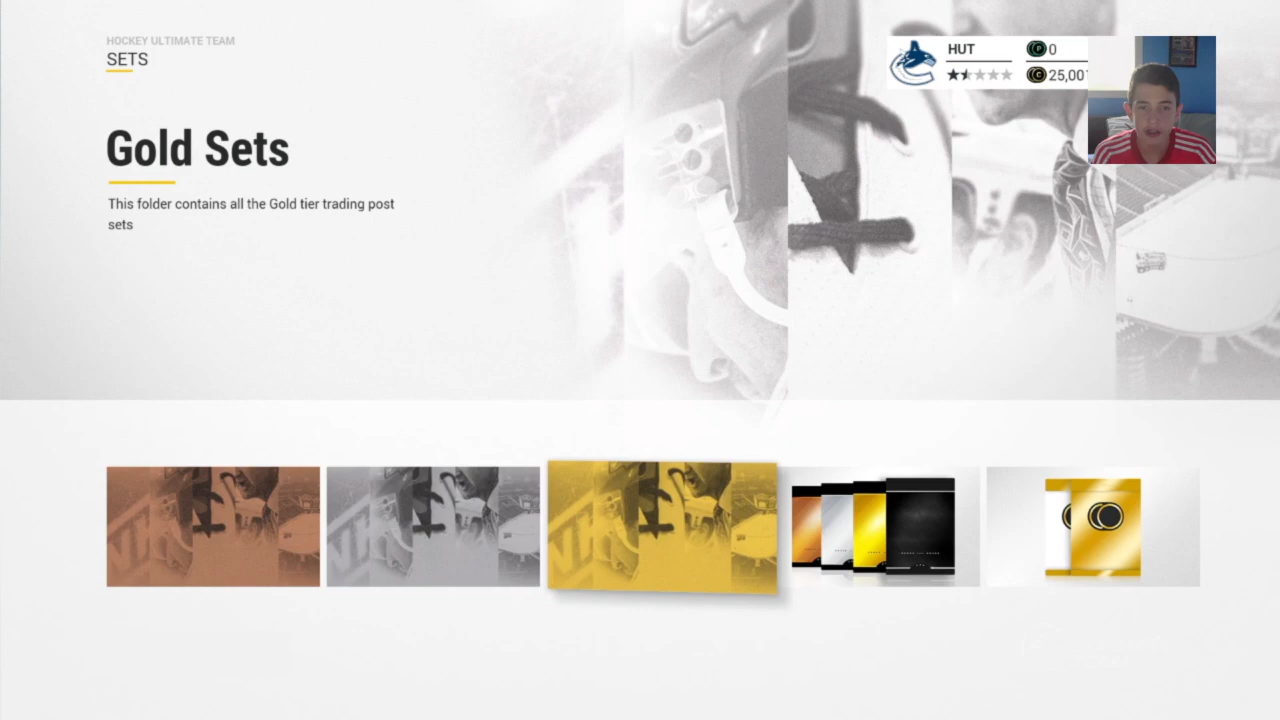 HOCKEY ULTIMATE TEAM
SETS
HUT
0
25,001
Gold Sets
This folder contains all the Gold tier trading post
sets